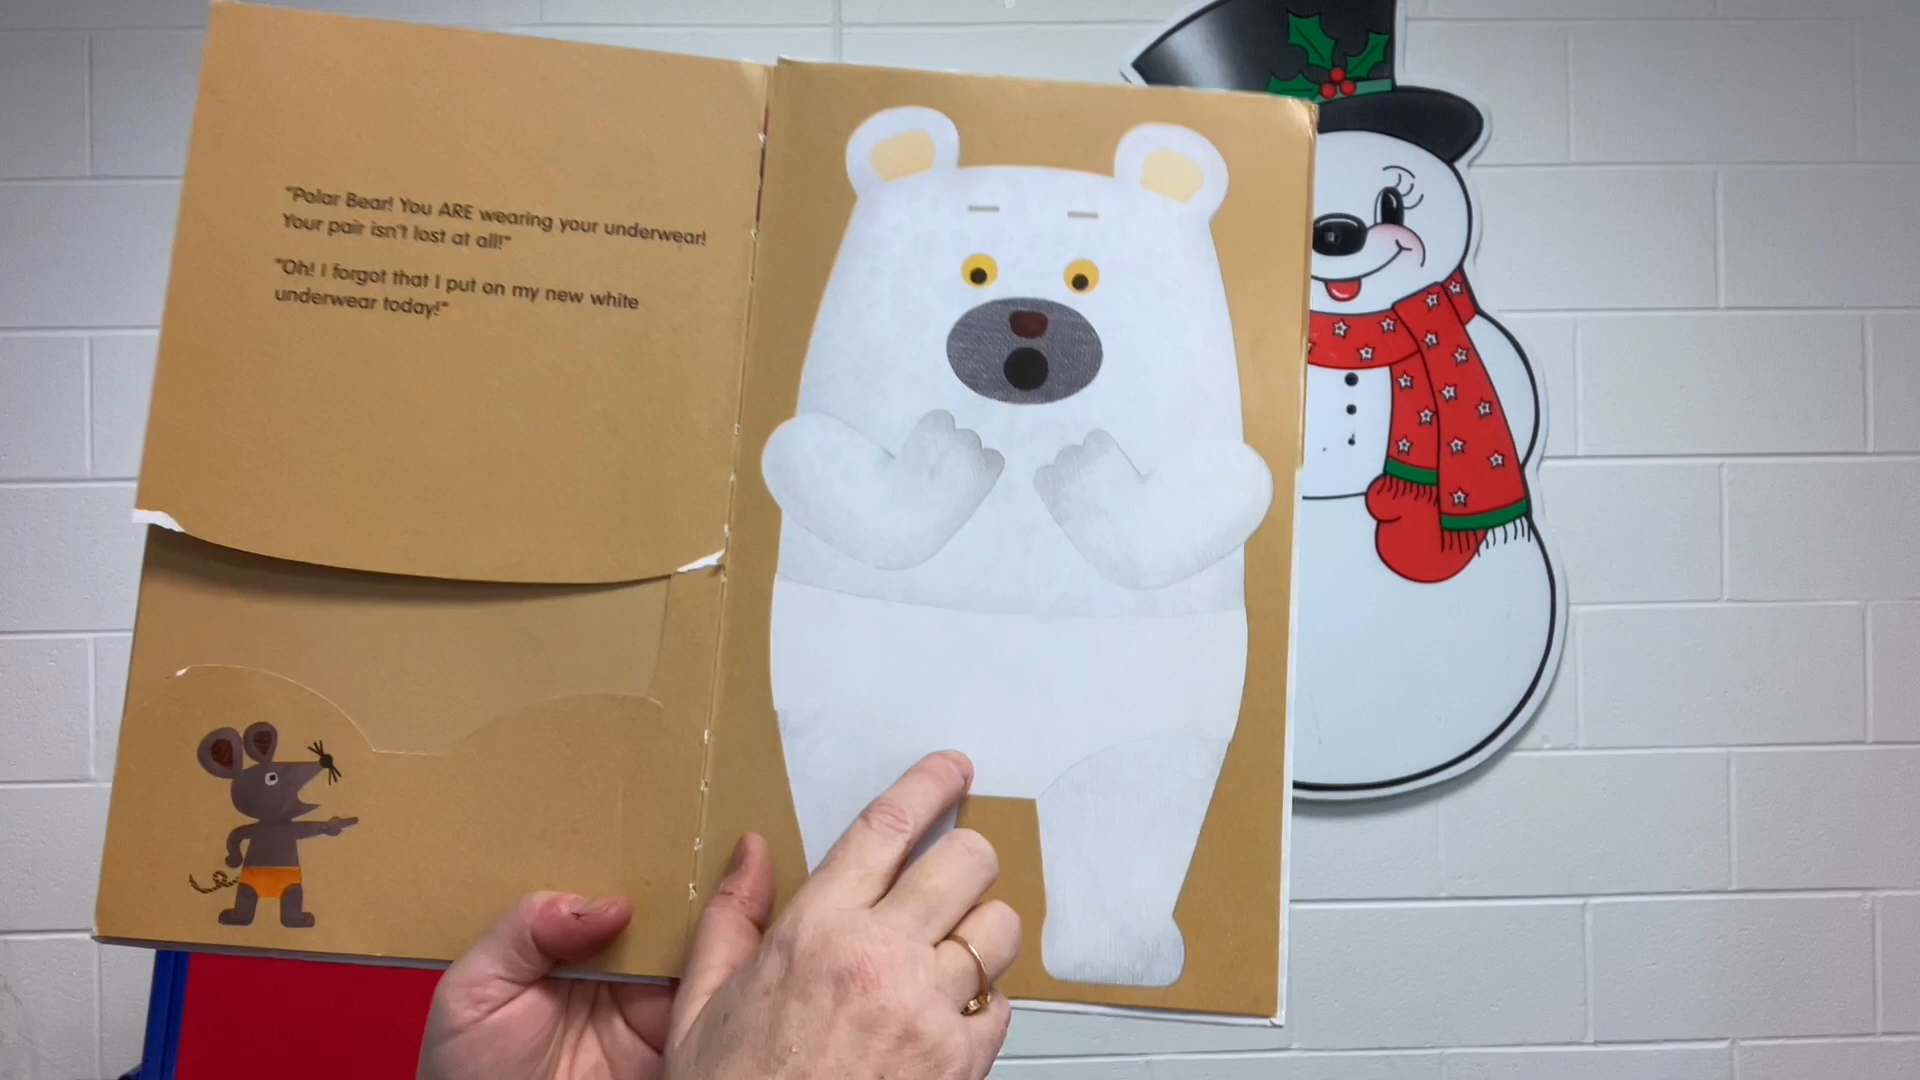 "Polar Bear! You ARE wearing your underwear!
Your pair isn't lost at all!"
"Oh! I forgot that I put on my new white
underwear today!"